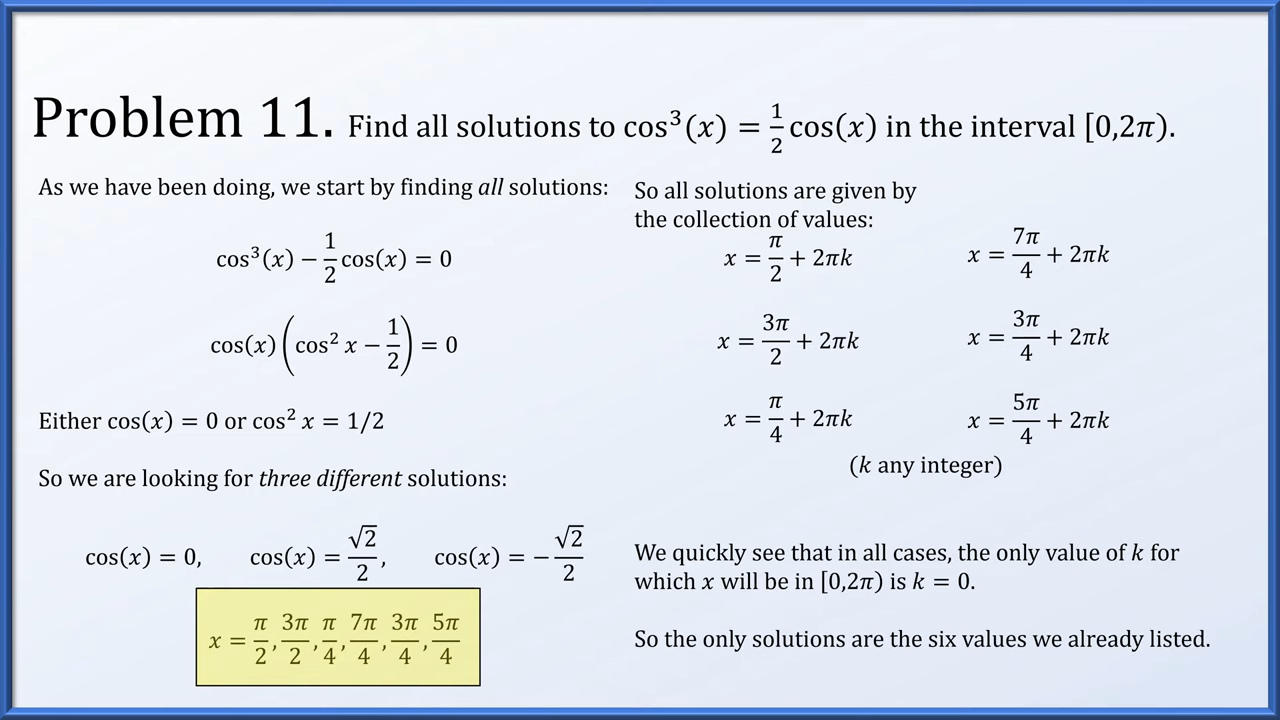 Problem 11. Find all solutions to cos³(x) = 1/2 cos(x) in the interval [0,2π).
As we have been doing, we start by finding all solutions:
cos³(x) − 1/2 cos(x) = 0
cos(x)(cos² x − 1/2) = 0
Either cos(x) = 0 or cos² x = 1/2
So we are looking for three different solutions:
cos(x) = 0, cos(x) = √2/2, cos(x) = −√2/2
x = π/2, 3π/2, π/4, 7π/4, 3π/4, 5π/4
So all solutions are given by
the collection of values:
x = π/2 + 2πk
x = 7π/4 + 2πk
x = 3π/2 + 2πk
x = 3π/4 + 2πk
x = π/4 + 2πk
x = 5π/4 + 2πk
(k any integer)
We quickly see that in all cases, the only value of k for
which x will be in [0,2π) is k = 0.
So the only solutions are the six values we already listed.